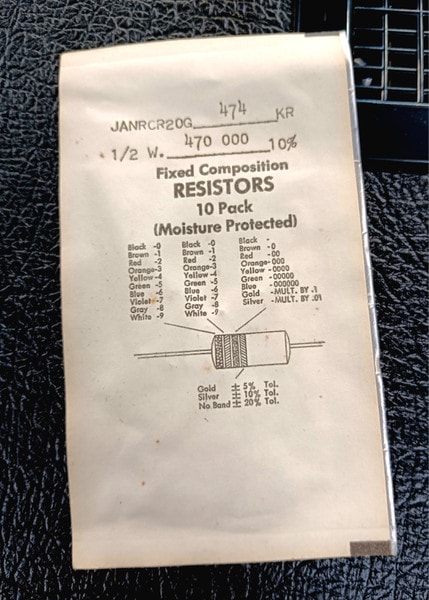 JANRCR20G 474 KR
1/2 W. 470 000 10%
Fixed Composition
RESISTORS
10 Pack
(Moisture Protected)
Black -0 Black -0 Black -
Brown -1 Brown -1 Brown -0
Red -2 Red -2 Red -00
Orange-3 Orange-3 Orange-000
Yellow-4 Yellow-4 Yellow -0000
Green -5 Green -5 Green -00000
Blue -6 Blue -6 Blue -000000
Violet -7 Violet -7 Gold -MULT. BY .1
Gray -8 Gray -8 Silver -MULT. BY .01
White -9 White -9
Gold ± 5% Tol.
Silver ± 10% Tol.
No Band ± 20% Tol.